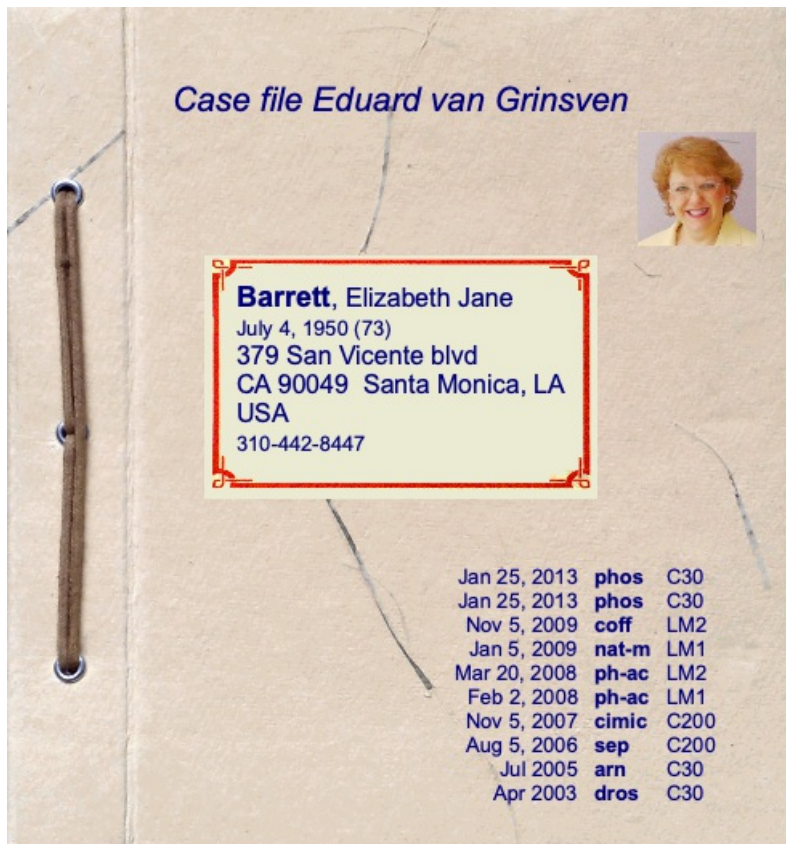 Case file Eduard van Grinsven
Barrett, Elizabeth Jane
July 4, 1950 (73)
379 San Vicente blvd
CA 90049 Santa Monica, LA
USA
310-442-8447
Jan 25, 2013 phos C30
Jan 25, 2013 phos C30
Nov 5, 2009 coff LM2
Jan 5, 2009 nat-m LM1
Mar 20, 2008 ph-ac LM2
Feb 2, 2008 ph-ac LM1
Nov 5, 2007 cimic C200
Aug 5, 2006 sep C200
Jul 2005 arn C30
Apr 2003 dros C30